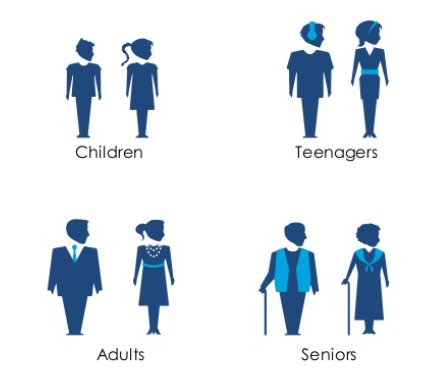 Children
Teenagers
Adults
Seniors